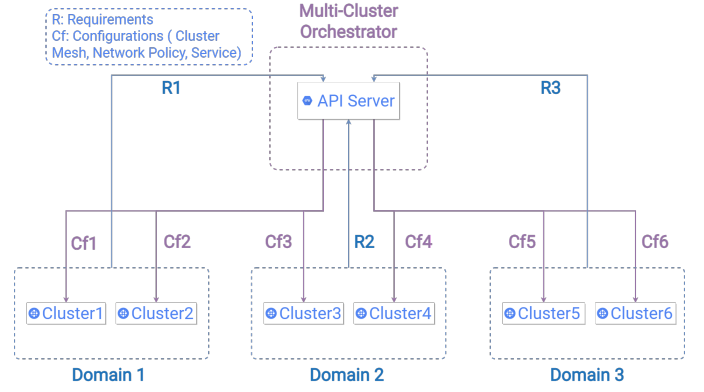 Multi-Cluster
Orchestrator
R: Requirements
Cf: Configurations ( Cluster
Mesh, Network Policy, Service)
R1
R3
API Server
Cf1
Cf2
Cf3
R2
Cf4
Cf5
Cf6
Cluster1
Cluster2
Cluster3
Cluster4
Cluster5
Cluster6
Domain 1
Domain 2
Domain 3